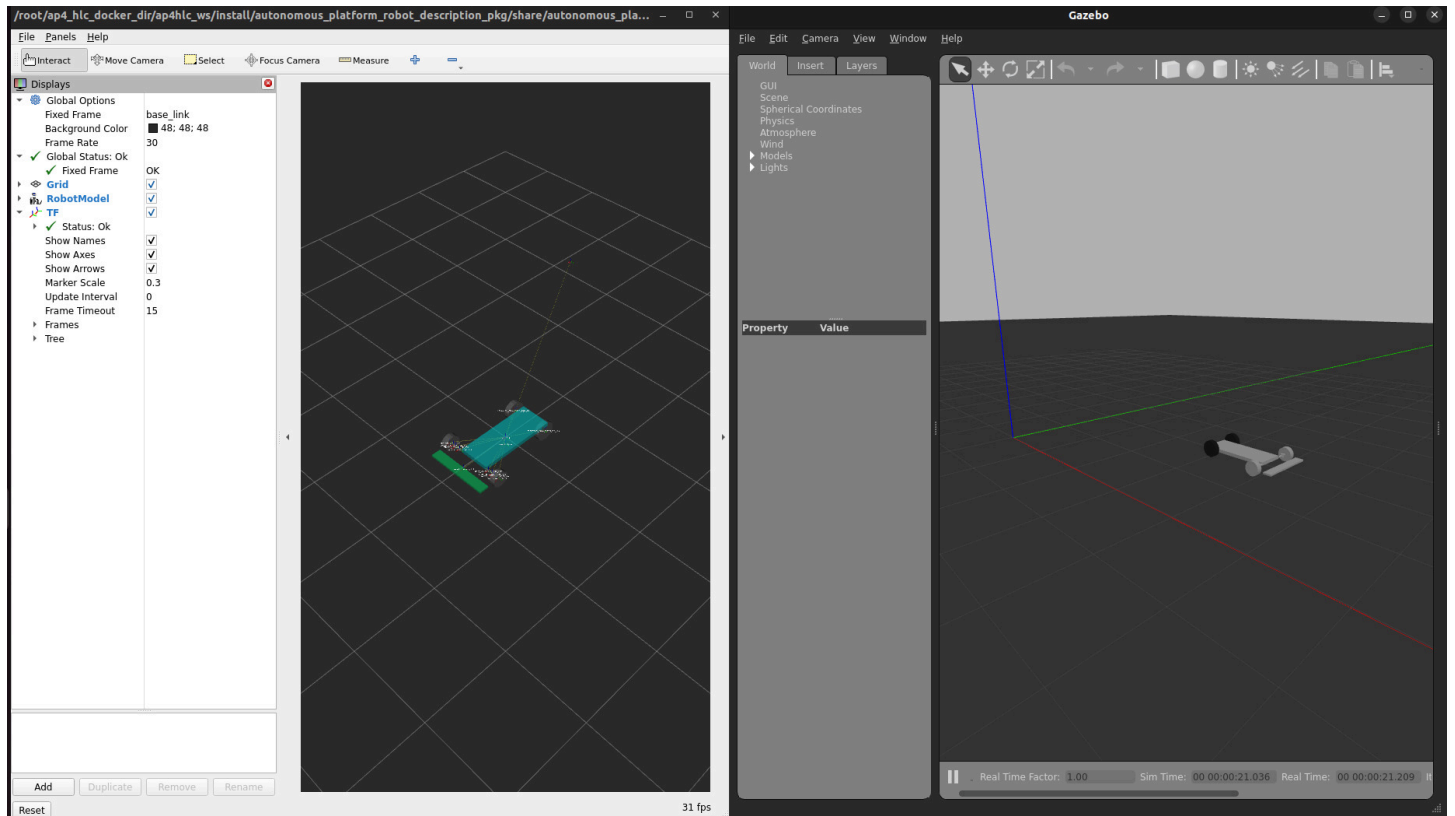 /root/ap4_hlc_docker_dir/ap4hlc_ws/install/autonomous_platform_robot_description_pkg/share/autonomous_pla...
File Panels Help
Interact Move Camera Select Focus Camera Measure
Displays
Global Options
Fixed Frame base_link
Background Color 48; 48; 48
Frame Rate 30
Global Status: Ok
Fixed Frame OK
Grid
RobotModel
TF
Status: Ok
Show Names
Show Axes
Show Arrows
Marker Scale 0.3
Update Interval 0
Frame Timeout 15
Frames
Tree
Add Duplicate Remove Rename
Reset
31 fps
Gazebo
File Edit Camera View Window Help
World Insert Layers
GUI
Scene
Spherical Coordinates
Physics
Atmosphere
Wind
Models
Lights
Property Value
Real Time Factor: 1.00 Sim Time: 00 00:00:21.036 Real Time: 00 00:00:21.209 It